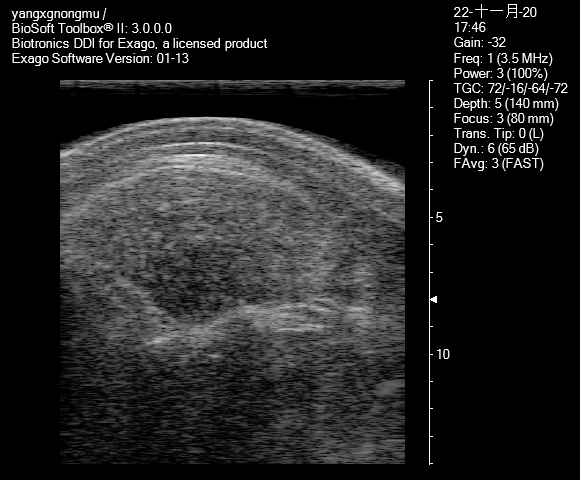 yangxgnongmu /
BioSoft Toolbox® II: 3.0.0.0
Biotronics DDI for Exago, a licensed product
Exago Software Version: 01-13
22-十一月-20
17:46
Gain: -32
Freq: 1 (3.5 MHz)
Power: 3 (100%)
TGC: 72/-16/-64/-72
Depth: 5 (140 mm)
Focus: 3 (80 mm)
Trans. Tip: 0 (L)
Dyn.: 6 (65 dB)
FAvg: 3 (FAST)
5
10